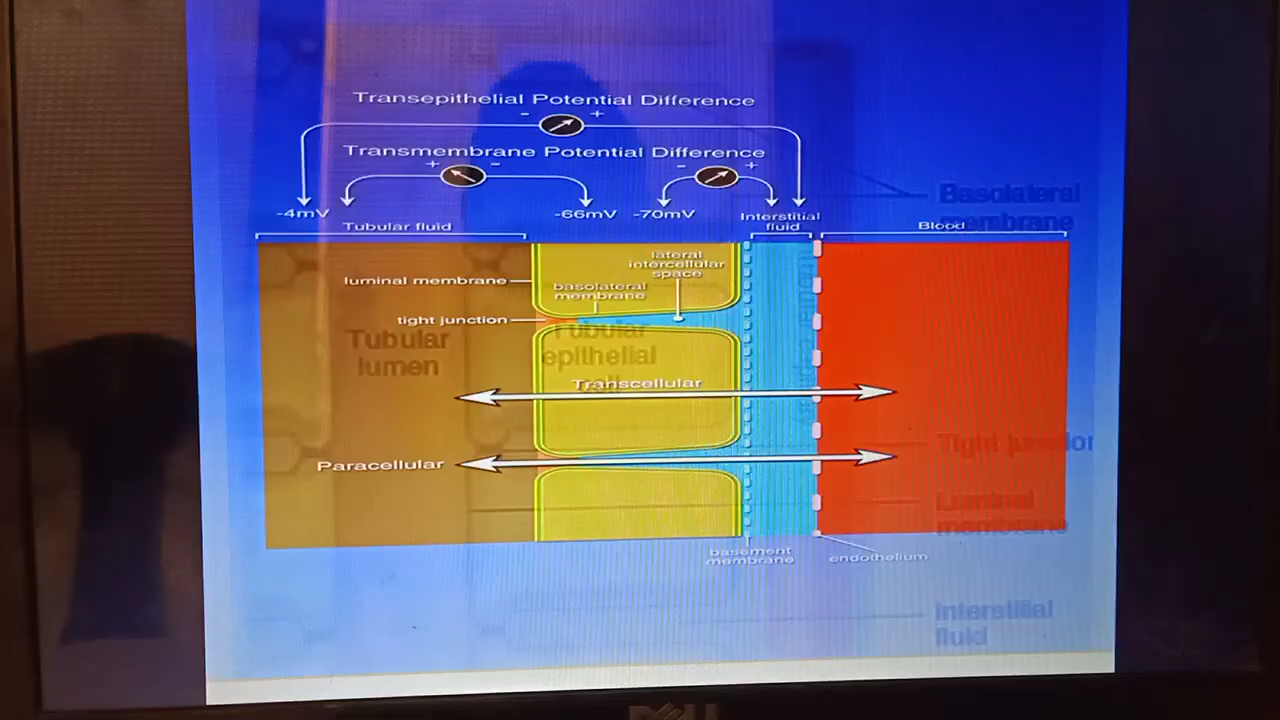 Transepithelial Potential Difference
- +
Transmembrane Potential Difference
+ - - +
-4mV -66mV -70mV
Tubular fluid
Interstitial
fluid
Blood
Basolateral
membrane
lateral
intercellular
space
luminal membrane
basolateral
membrane
tight junction
Tubular
lumen
Tubular
epithelial
cell
Transcellular
Paracellular
Tight junction
Luminal
membrane
basement
membrane
endothelium
Interstitial
fluid
DELL